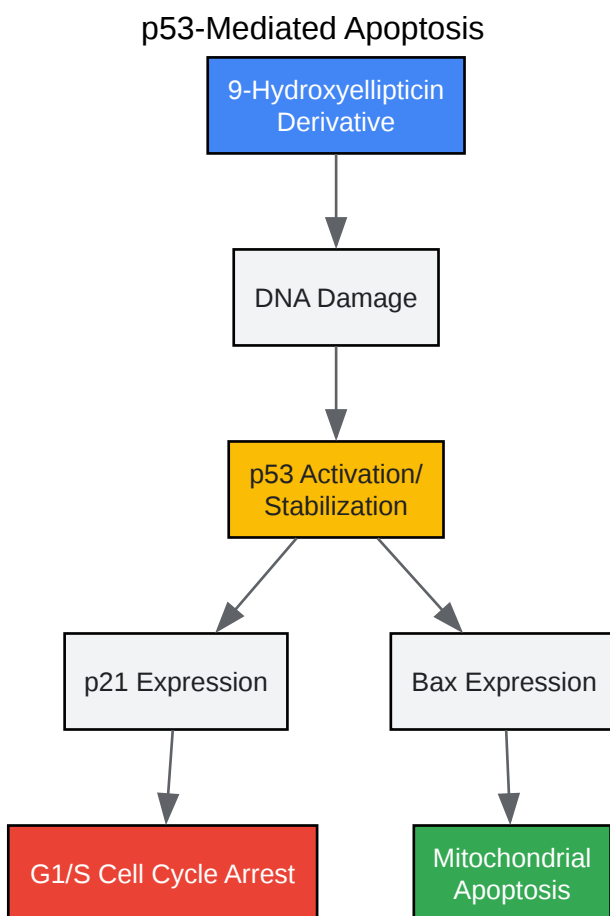 p53-Mediated Apoptosis
9-Hydroxyellipticin
Derivative
DNA Damage
p53 Activation/
Stabilization
p21 Expression
Bax Expression
G1/S Cell Cycle Arrest
Mitochondrial
Apoptosis